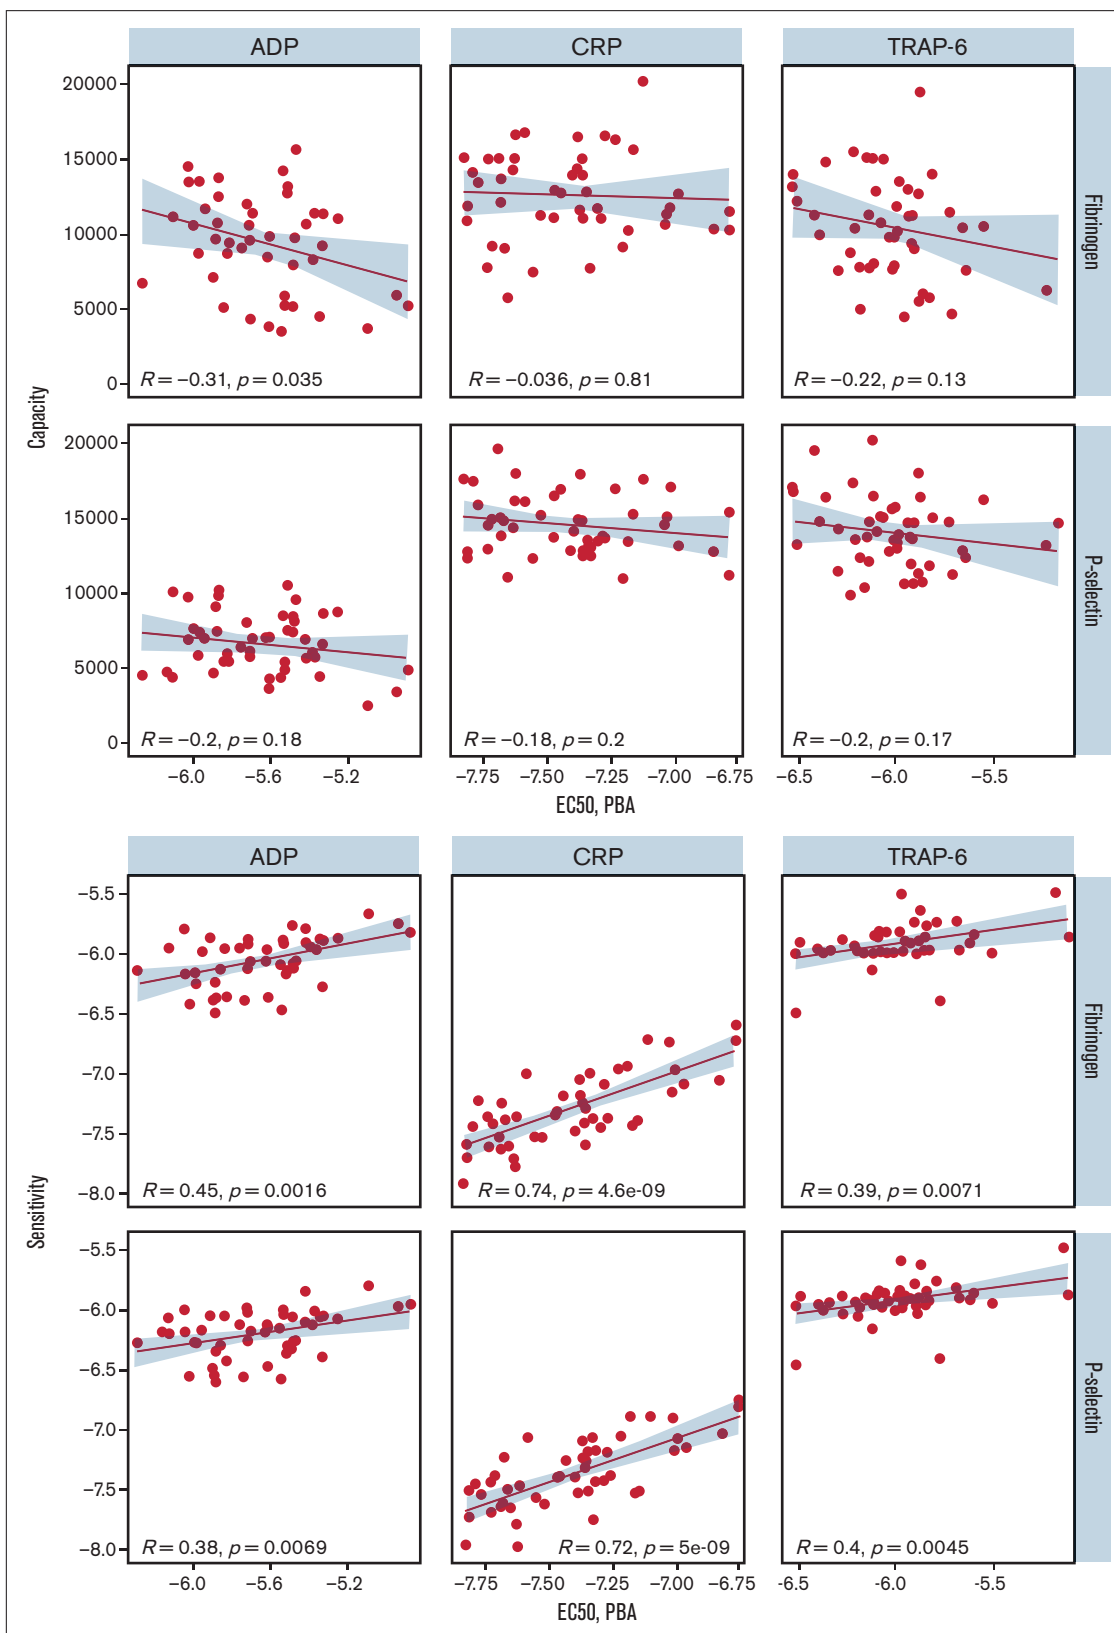 ADP CRP TRAP-6
20000
15000
10000
5000
0
R = −0.31, p = 0.035
R = −0.036, p = 0.81
R = −0.22, p = 0.13
Fibrinogen
Capacity
20000
15000
10000
5000
0
R = −0.2, p = 0.18
R = −0.18, p = 0.2
R = −0.2, p = 0.17
P-selectin
−6.0 −5.6 −5.2
−7.75 −7.50 −7.25 −7.00 −6.75
−6.5 −6.0 −5.5
EC50, PBA
ADP CRP TRAP-6
−5.5
−6.0
−6.5
−7.0
−7.5
−8.0
R = 0.45, p = 0.0016
R = 0.74, p = 4.6e-09
R = 0.39, p = 0.0071
Fibrinogen
Sensitivity
−5.5
−6.0
−6.5
−7.0
−7.5
−8.0
R = 0.38, p = 0.0069
R = 0.72, p = 5e-09
R = 0.4, p = 0.0045
P-selectin
−6.0 −5.6 −5.2
−7.75 −7.50 −7.25 −7.00 −6.75
-6.5 -6.0 −5.5
EC50, PBA